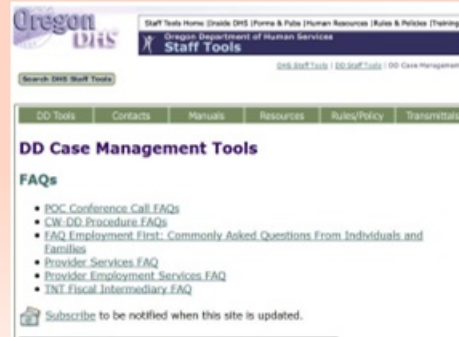 Oregon
DHS
Staff Tools Home |Inside DHS |Forms & Pubs |Human Resources |Rules & Policies |Training
Oregon Department of Human Services
Staff Tools
DHS Staff Tools | DD Staff Tools | DD Case Management
Search DHS Staff Tools
DD Tools Contacts Manuals Resources Rules/Policy Transmittals
DD Case Management Tools
FAQs
• POC Conference Call FAQs
• CW-DD Procedure FAQs
• FAQ Employment First: Commonly Asked Questions From Individuals and
Families
• Provider Services FAQ
• Provider Employment Services FAQ
• TNT Fiscal Intermediary FAQ
Subscribe to be notified when this site is updated.